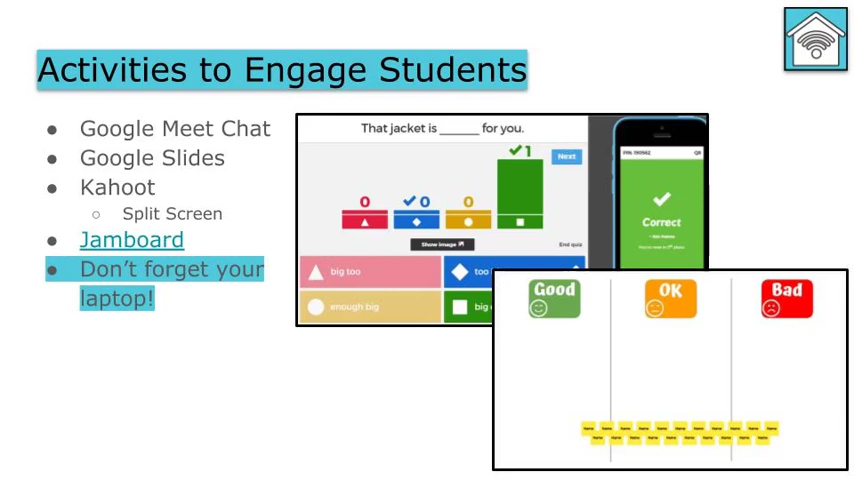 Activities to Engage Students
● Google Meet Chat
● Google Slides
● Kahoot
○ Split Screen
● Jamboard
● Don't forget your
laptop!
That jacket is ______ for you.
1
Next
0
0
0
Show image
End quiz
big too
too
enough big
big
Correct
Good
OK
Bad